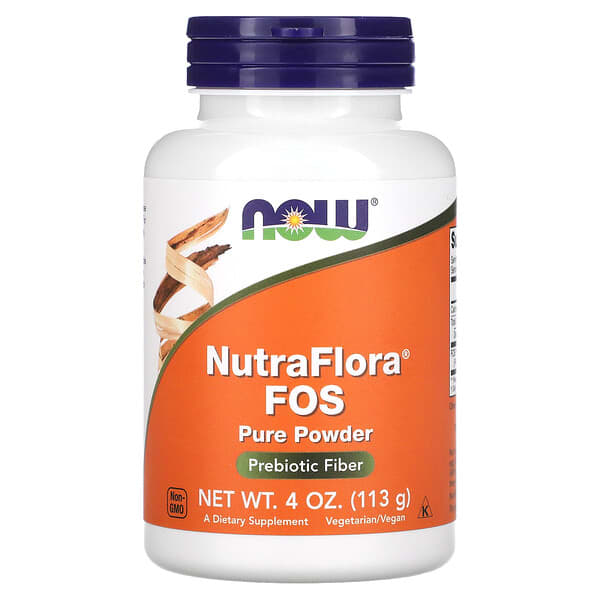 NOW®
NutraFlora®
FOS
Pure Powder
Prebiotic Fiber
Non-
GMO
NET WT. 4 OZ. (113 g)
A Dietary Supplement Vegetarian/Vegan
K